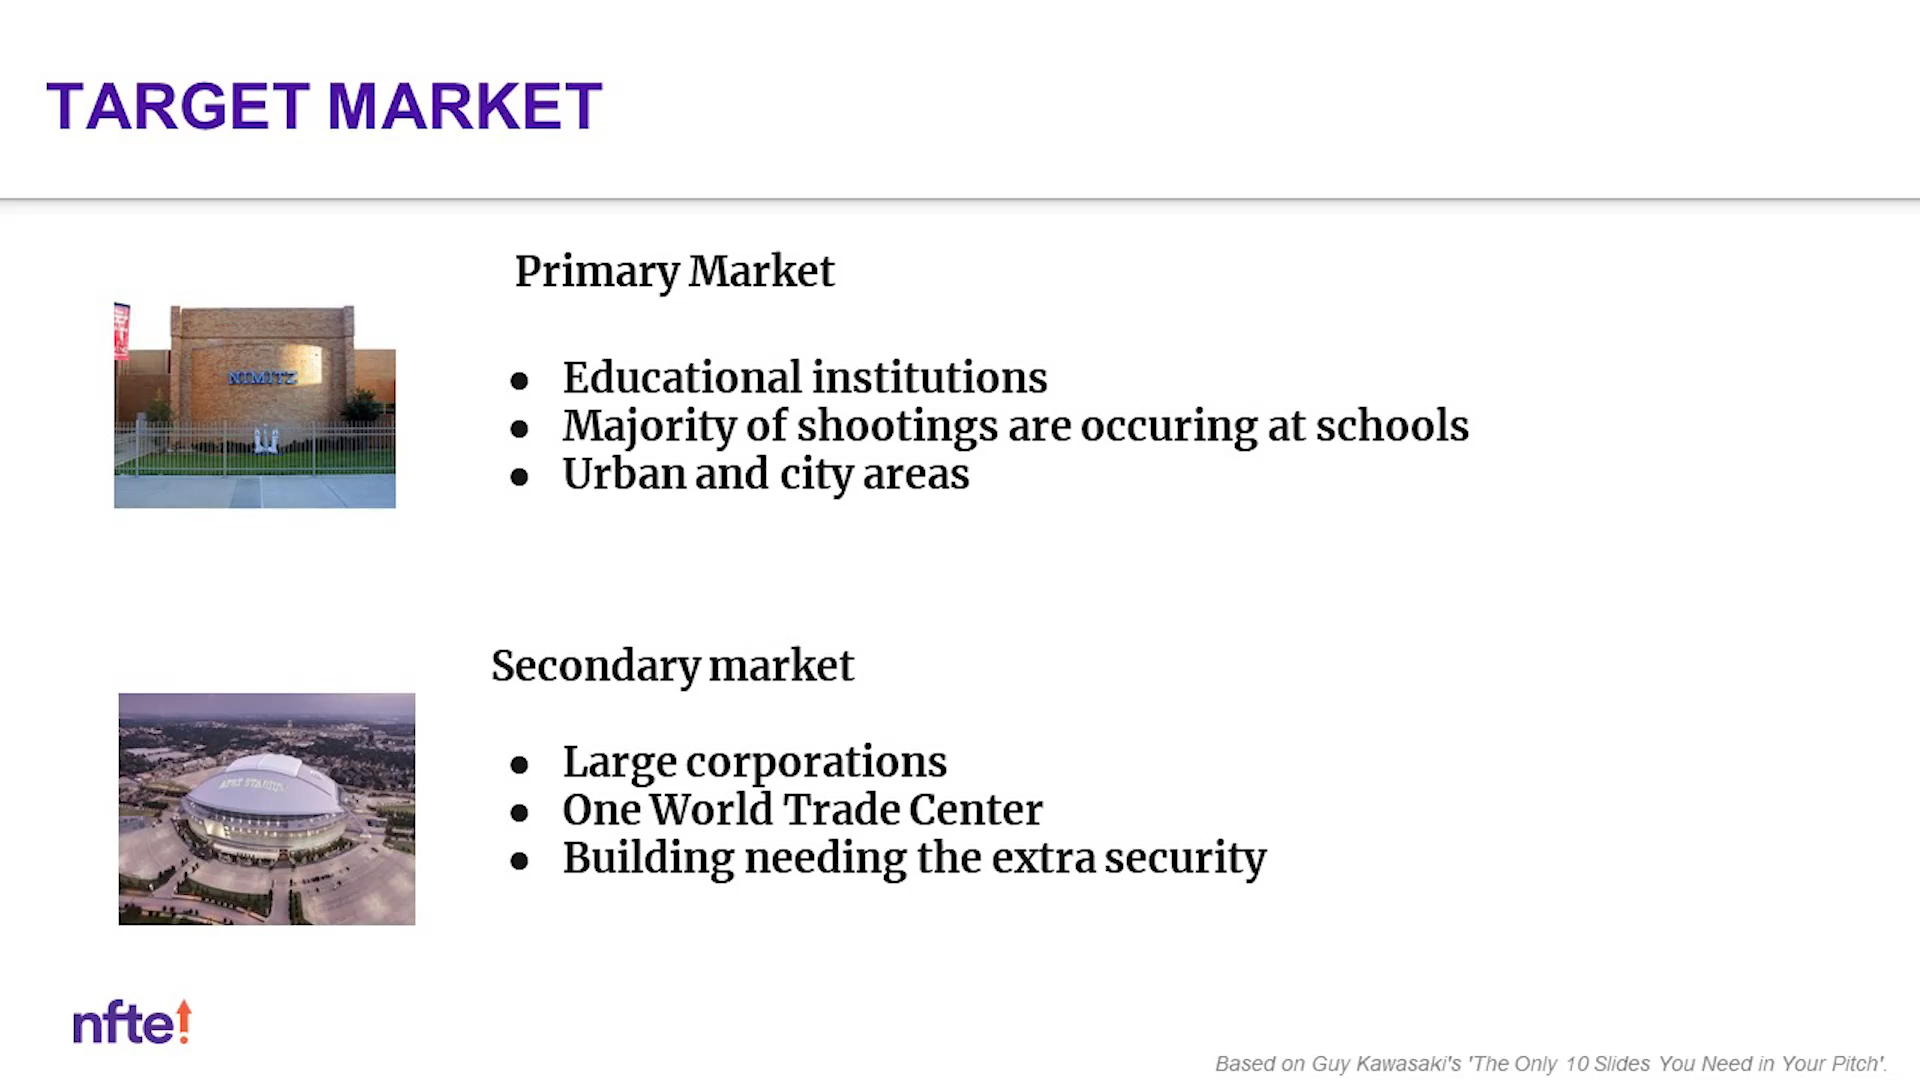 TARGET MARKET
Primary Market
NIMITZ
● Educational institutions
● Majority of shootings are occuring at schools
● Urban and city areas
Secondary market
AT&T STADIUM
● Large corporations
● One World Trade Center
● Building needing the extra security
nfte!
Based on Guy Kawasaki's 'The Only 10 Slides You Need in Your Pitch'.